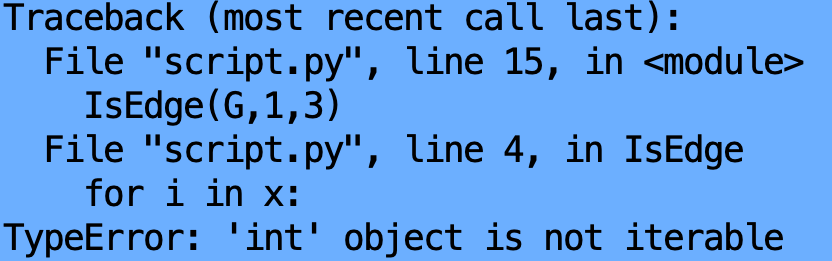 Traceback (most recent call last):
  File "script.py", line 15, in <module>
    IsEdge(G,1,3)
  File "script.py", line 4, in IsEdge
    for i in x:
TypeError: 'int' object is not iterable